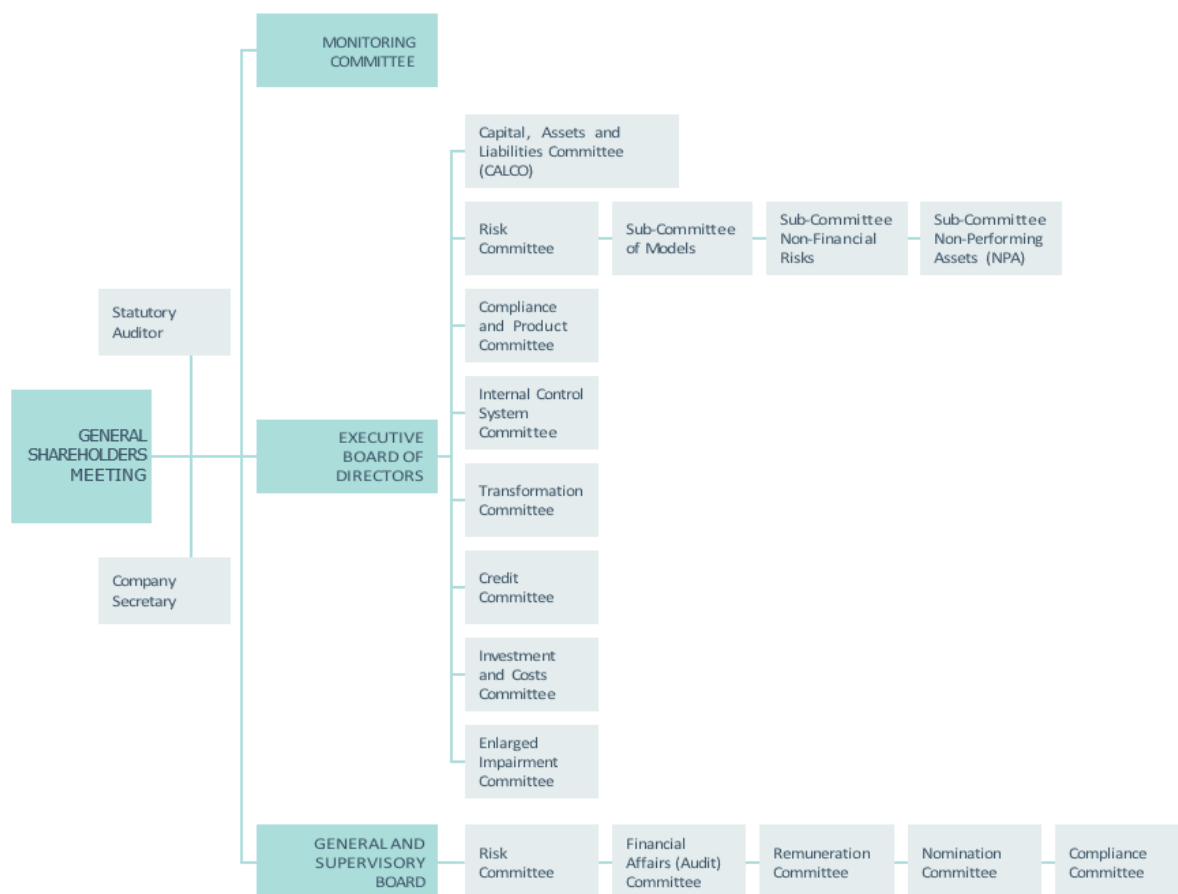 MONITORING
COMMITTEE
Capital, Assets and
Liabilities Committee
(CALCO)
Risk
Committee
Sub-Committee
of Models
Sub-Committee
Non-Financial
Risks
Sub-Committee
Non-Performing
Assets (NPA)
Statutory
Auditor
Compliance
and Product
Committee
Internal Control
System
Committee
GENERAL
SHAREHOLDERS
MEETING
EXECUTIVE
BOARD OF
DIRECTORS
Transformation
Committee
Company
Secretary
Credit
Committee
Investment
and Costs
Committee
Enlarged
Impairment
Committee
GENERAL AND
SUPERVISORY
BOARD
Risk
Committee
Financial
Affairs (Audit)
Committee
Remuneration
Committee
Nomination
Committee
Compliance
Committee